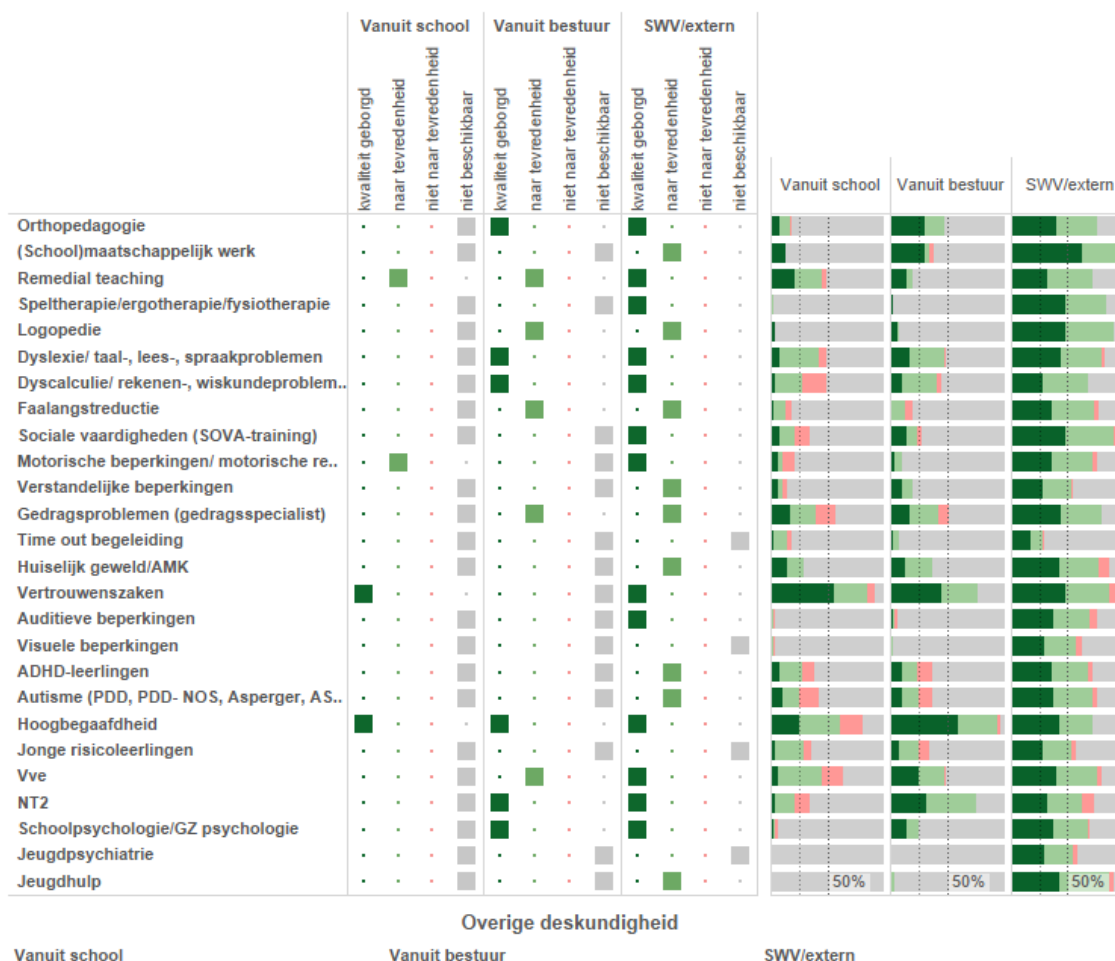 Vanuit school Vanuit bestuur SWV/extern
kwaliteit geborgd naar tevredenheid niet naar tevredenheid niet beschikbaar kwaliteit geborgd naar tevredenheid niet naar tevredenheid niet beschikbaar kwaliteit geborgd naar tevredenheid niet naar tevredenheid niet beschikbaar
Vanuit school Vanuit bestuur SWV/extern
Orthopedagogie
(School)maatschappelijk werk
Remedial teaching
Speltherapie/ergotherapie/fysiotherapie
Logopedie
Dyslexie/ taal-, lees-, spraakproblemen
Dyscalculie/ rekenen-, wiskundeproblem..
Faalangstreductie
Sociale vaardigheden (SOVA-training)
Motorische beperkingen/ motorische re..
Verstandelijke beperkingen
Gedragsproblemen (gedragsspecialist)
Time out begeleiding
Huiselijk geweld/AMK
Vertrouwenszaken
Auditieve beperkingen
Visuele beperkingen
ADHD-leerlingen
Autisme (PDD, PDD- NOS, Asperger, AS..
Hoogbegaafdheid
Jonge risicoleerlingen
Vve
NT2
Schoolpsychologie/GZ psychologie
Jeugdpsychiatrie
Jeugdhulp 50% 50% 50%
Overige deskundigheid
Vanuit school Vanuit bestuur SWV/extern